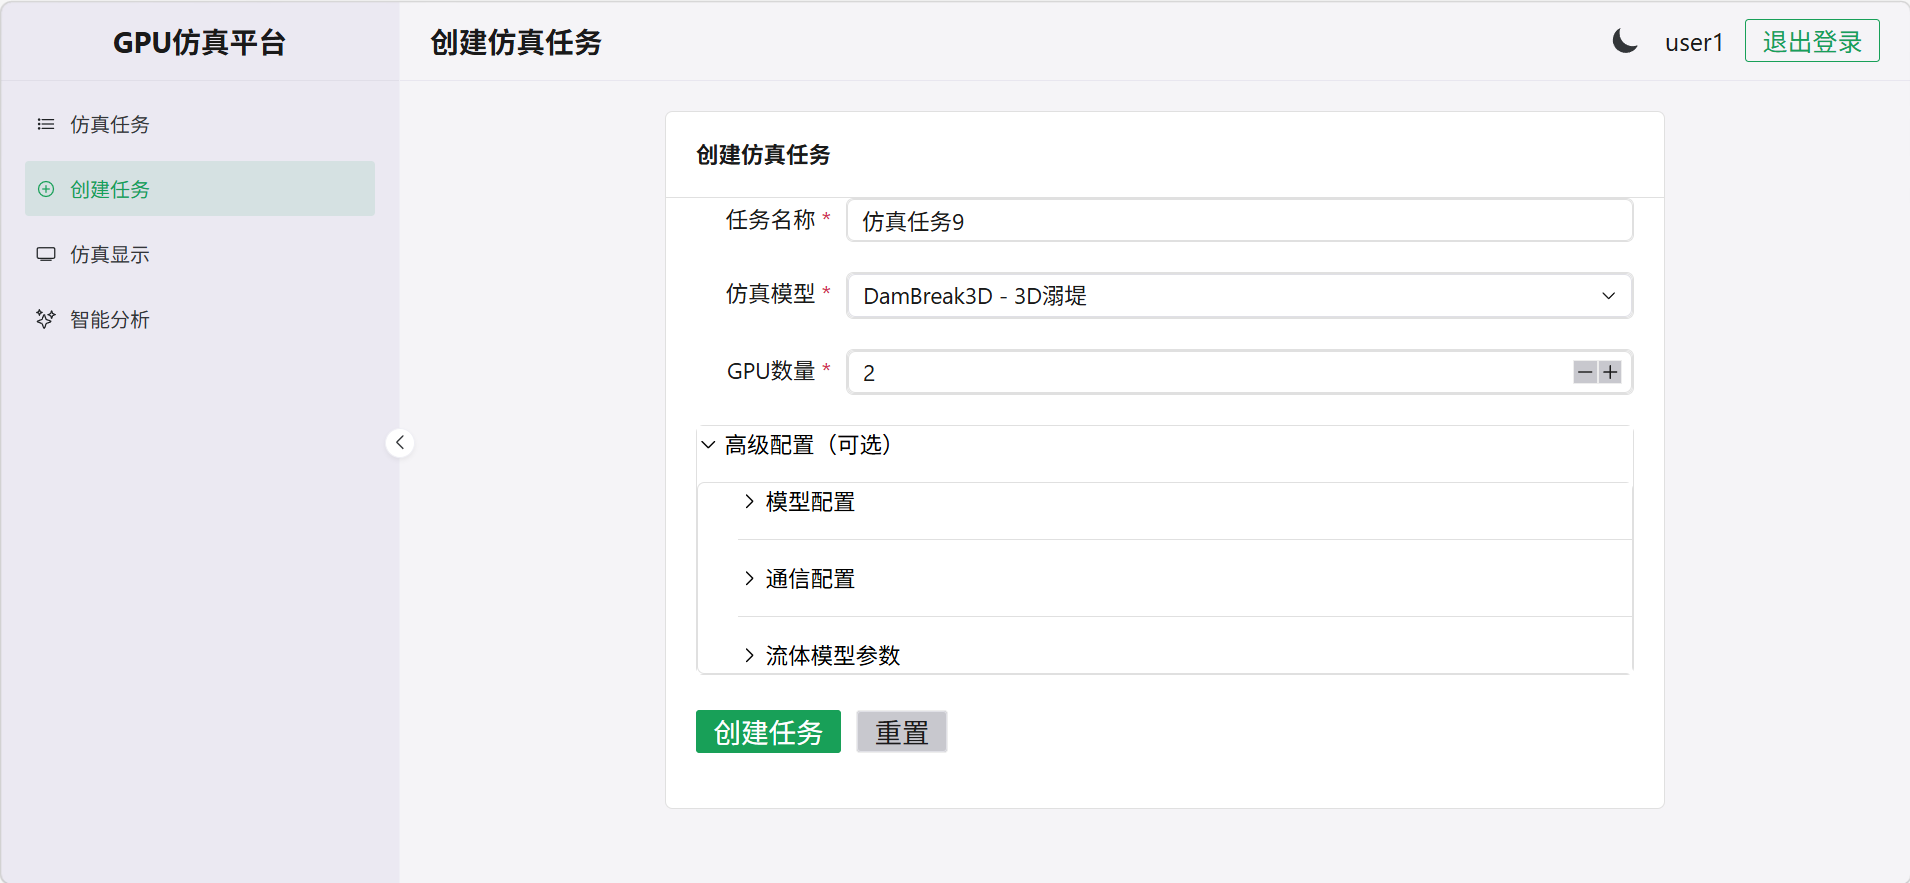 GPU仿真平台
创建仿真任务
user1
退出登录
仿真任务
创建任务
仿真显示
智能分析
创建仿真任务
任务名称 *
仿真任务9
仿真模型 *
DamBreak3D - 3D溺堤
GPU数量 *
2
高级配置（可选）
模型配置
通信配置
流体模型参数
创建任务
重置